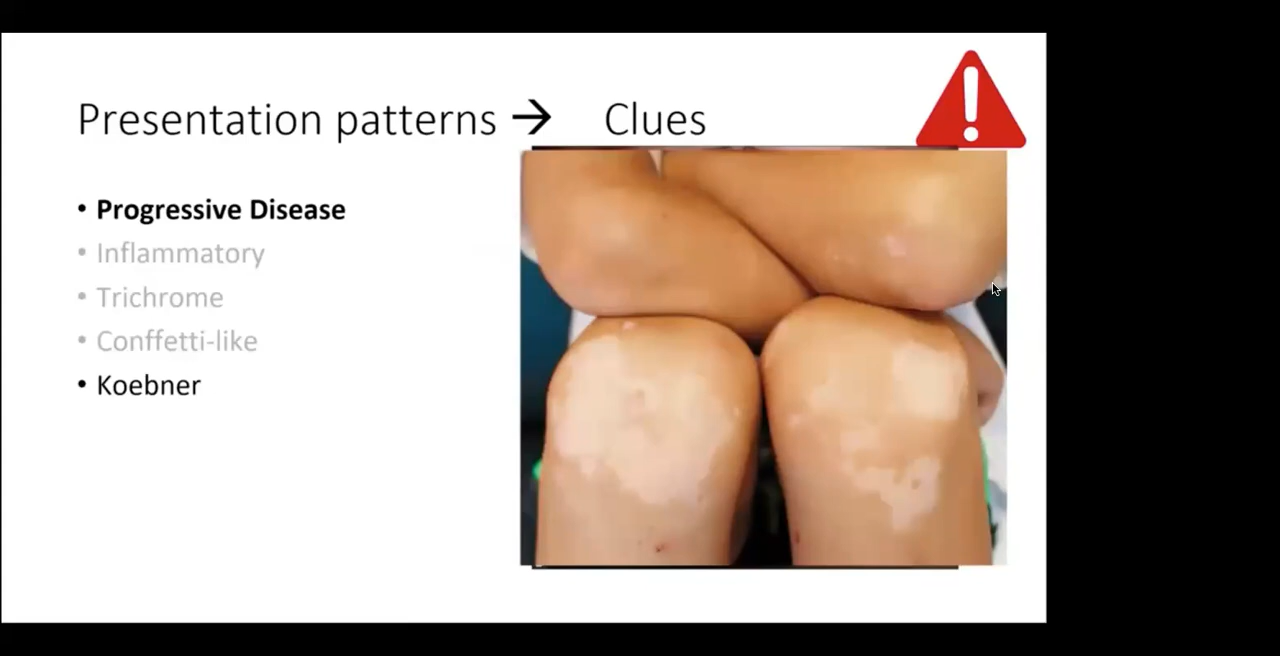 Presentation patterns → Clues
• Progressive Disease
• Inflammatory
• Trichrome
• Conffetti-like
• Koebner